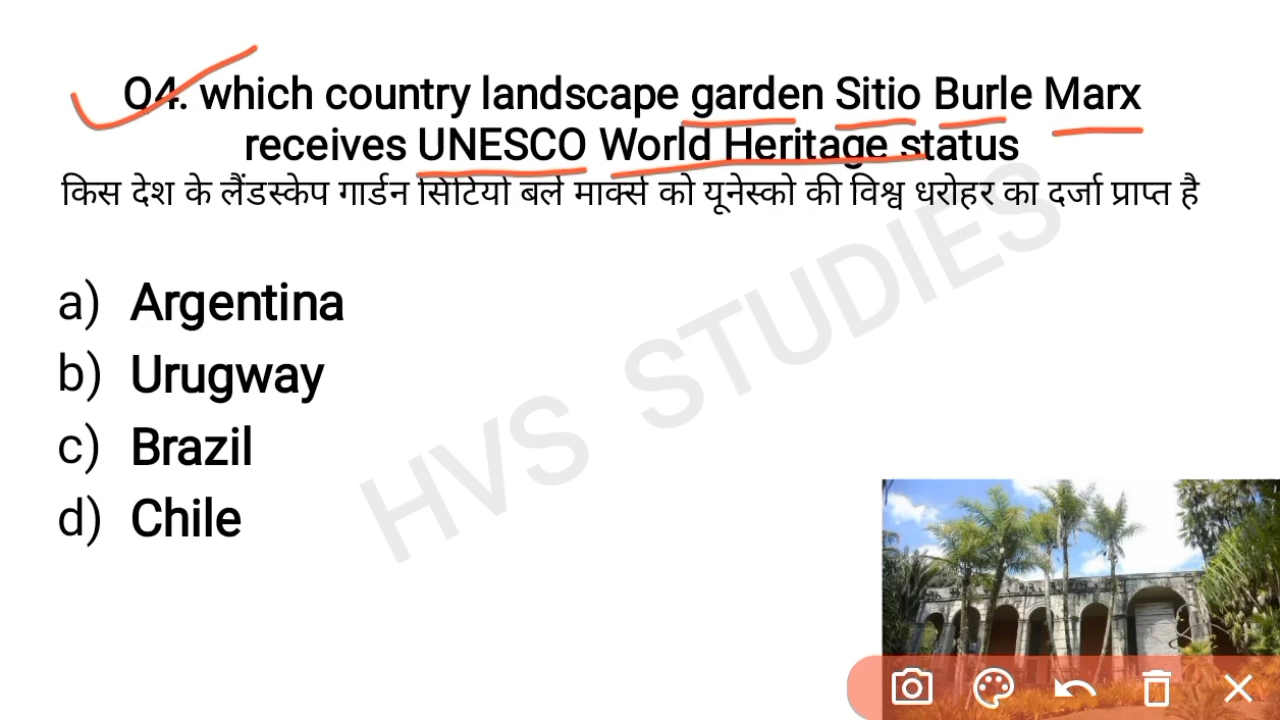 Q4. which country landscape garden Sitio Burle Marx
receives UNESCO World Heritage status
किस देश के लैंडस्केप गार्डन सिटियो बर्ले मार्क्स को यूनेस्को की विश्व धरोहर का दर्जा प्राप्त है
a) Argentina
b) Urugway
c) Brazil
d) Chile
HVS STUDIES